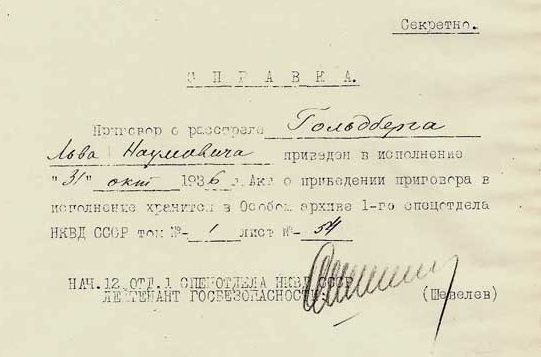 Секретно.
СПРАВКА.
Приговор о расстреле Гольдберга
Льва Наумовича приведен в исполнение
"31" окт 1936 г. Акт о приведении приговора в
исполнение хранится в Особом архиве 1-го спецотдела
НКВД СССР том №- 1 лист №- 54
НАЧ. 12 ОТД. 1 СПЕЦОТДЕЛА НКВД СССР
ЛЕЙТЕНАНТ ГОСБЕЗОПАСНОСТИ: (Шевелев)